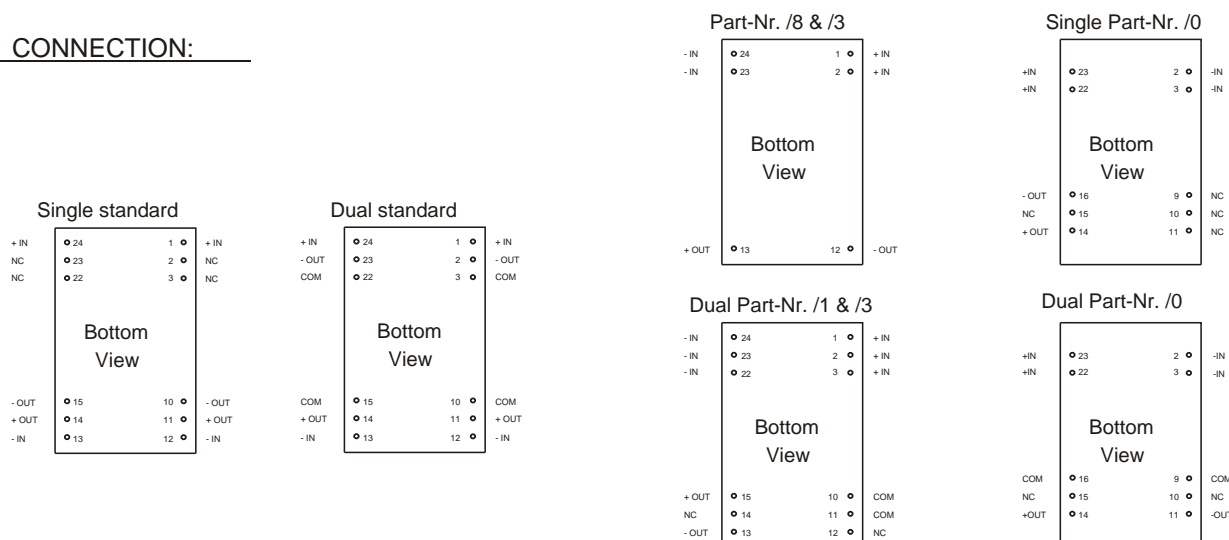 CONNECTION:
Single standard
+ IN 24 1 + IN
NC 23 2 NC
NC 22 3 NC
Bottom
View
- OUT 15 10 - OUT
+ OUT 14 11 + OUT
- IN 13 12 - IN
Dual standard
+ IN 24 1 + IN
- OUT 23 2 - OUT
COM 22 3 COM
Bottom
View
COM 15 10 COM
+ OUT 14 11 + OUT
- IN 13 12 - IN
Part-Nr. /8 & /3
- IN 24 1 + IN
- IN 23 2 + IN
Bottom
View
+ OUT 13 12 - OUT
Single Part-Nr. /0
+IN 23 2 -IN
+IN 22 3 -IN
Bottom
View
- OUT 16 9 NC
NC 15 10 NC
+ OUT 14 11 NC
Dual Part-Nr. /1 & /3
- IN 24 1 + IN
- IN 23 2 + IN
- IN 22 3 + IN
Bottom
View
+ OUT 15 10 COM
NC 14 11 COM
- OUT 13 12 NC
Dual Part-Nr. /0
+IN 23 2 -IN
+IN 22 3 -IN
Bottom
View
COM 16 9 COM
NC 15 10 NC
+OUT 14 11 -OUT